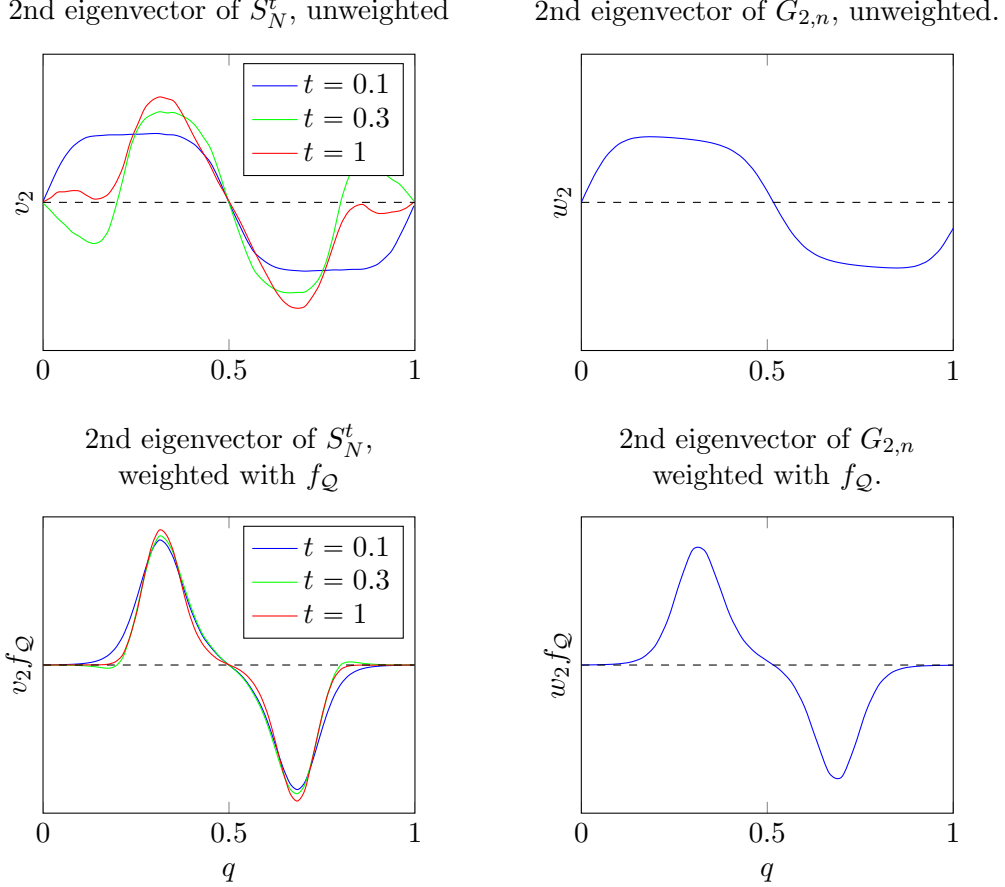 2nd eigenvector of $S_N^t$, unweighted
$t = 0.1$
$t = 0.3$
$t = 1$
$v_2$
0 0.5 1
2nd eigenvector of $G_{2,n}$, unweighted.
$w_2$
0 0.5 1
2nd eigenvector of $S_N^t$,
weighted with $f_{\mathcal{Q}}$
$t = 0.1$
$t = 0.3$
$t = 1$
$v_2 f_{\mathcal{Q}}$
0 0.5 1
$q$
2nd eigenvector of $G_{2,n}$
weighted with $f_{\mathcal{Q}}$.
$w_2 f_{\mathcal{Q}}$
0 0.5 1
$q$